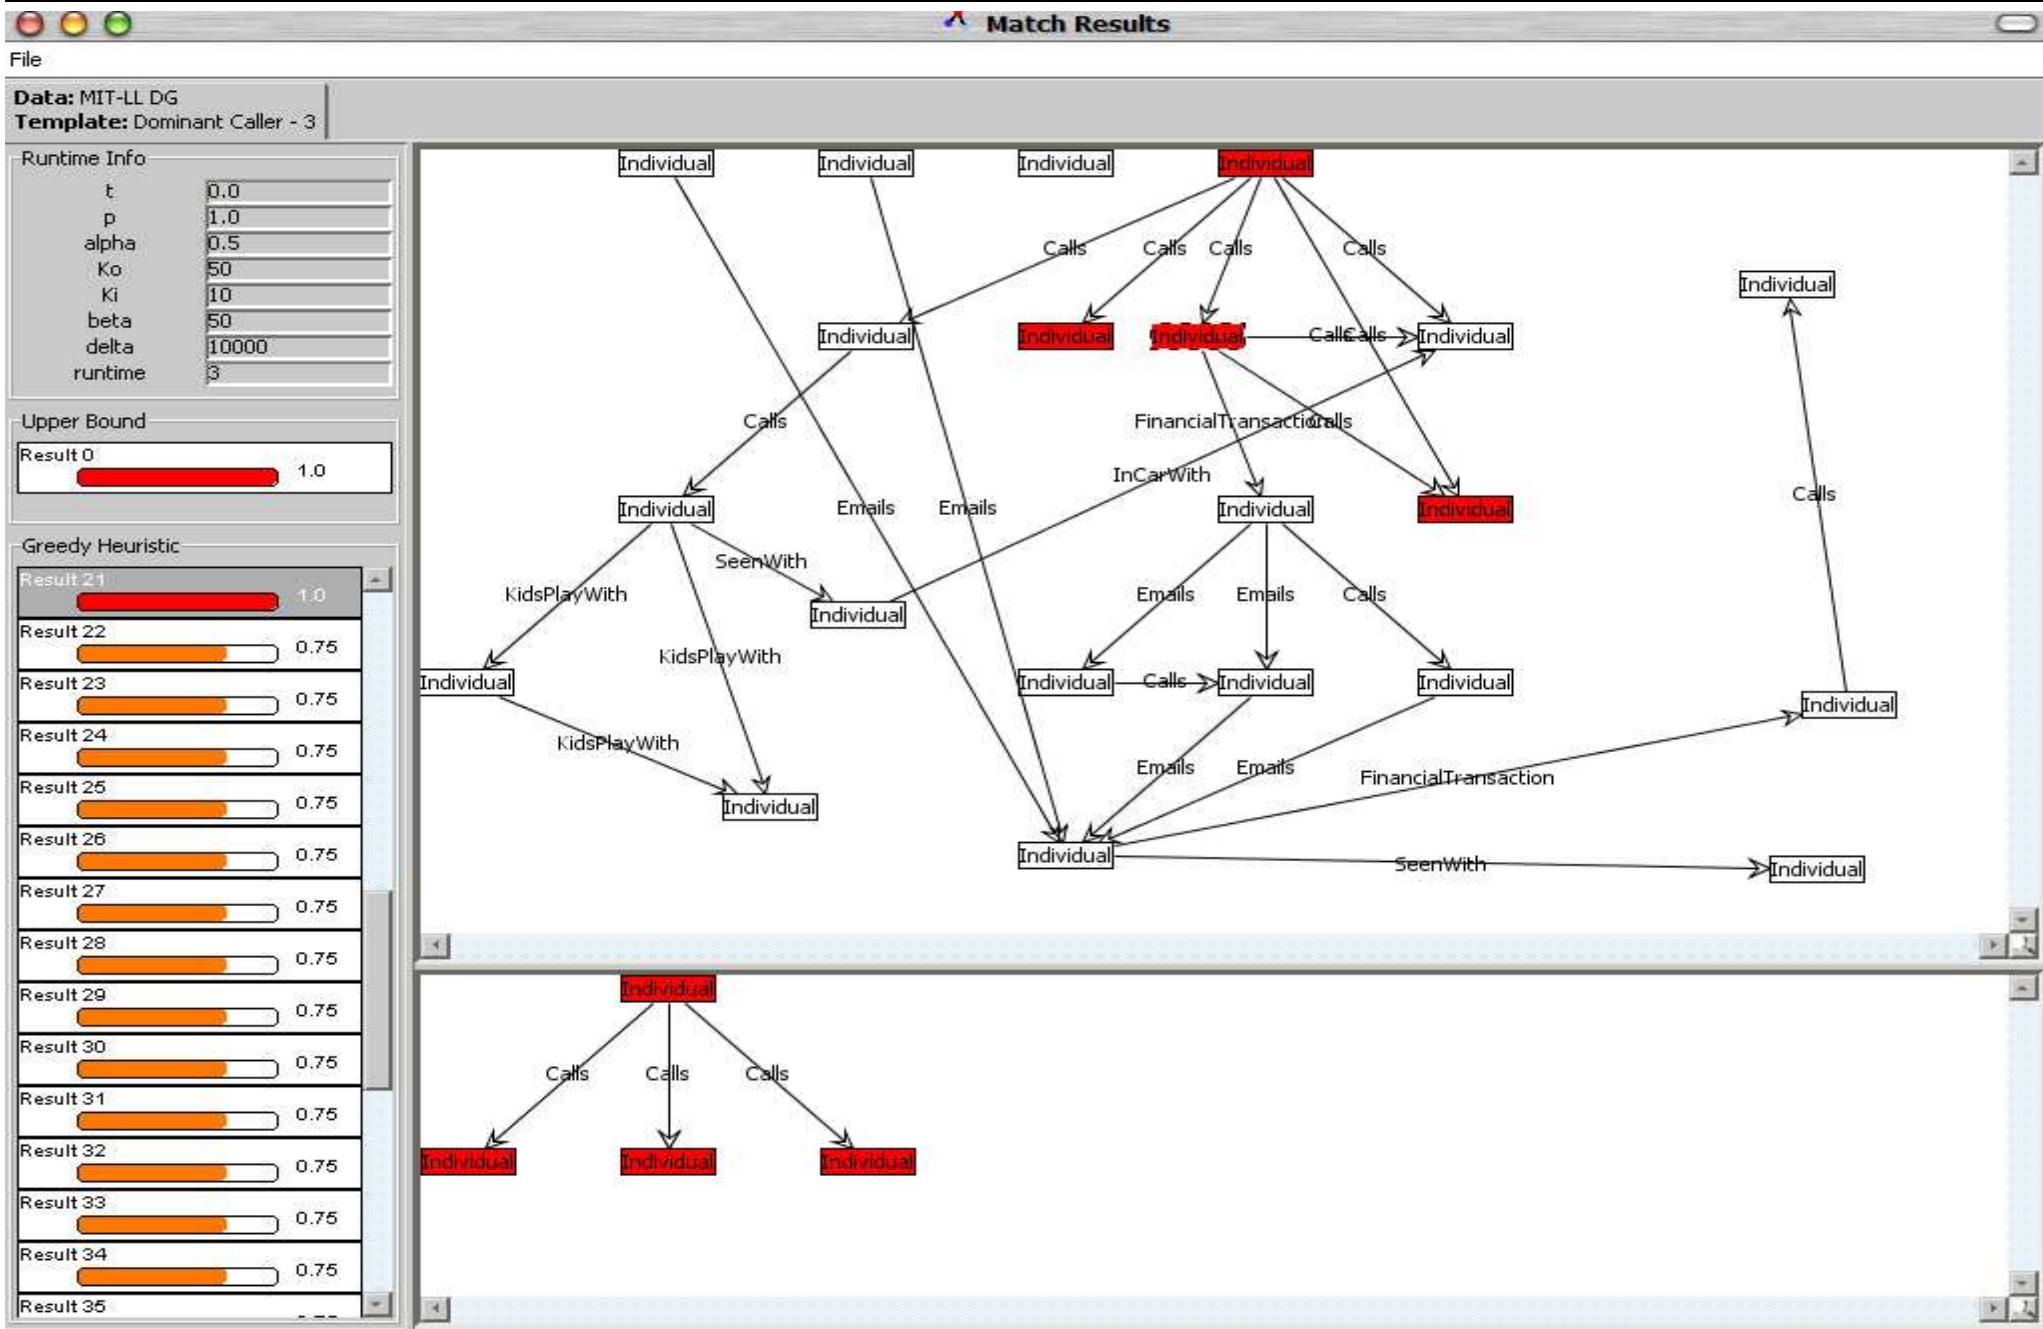 Match Results
File
Data: MIT-LL DG
Template: Dominant Caller - 3
Runtime Info
t 0.0
p 1.0
alpha 0.5
Ko 50
Ki 10
beta 50
delta 10000
runtime 3
Upper Bound
Result 0 1.0
Greedy Heuristic
Result 21 1.0
Result 22 0.75
Result 23 0.75
Result 24 0.75
Result 25 0.75
Result 26 0.75
Result 27 0.75
Result 28 0.75
Result 29 0.75
Result 30 0.75
Result 31 0.75
Result 32 0.75
Result 33 0.75
Result 34 0.75
Result 35
Individual Individual Individual Individual
Calls Calls Calls Calls
Individual
Individual Individual Individual Calls Calls Individual
Calls FinancialTransaction Calls
InCarWith
Calls
Individual Emails Emails Individual Individual
SeenWith
KidsPlayWith Individual Emails Emails Calls
KidsPlayWith
Individual Individual Calls Individual Individual
Individual
KidsPlayWith Emails Emails FinancialTransaction
Individual
Individual SeenWith Individual
Individual
Calls Calls Calls
Individual Individual Individual